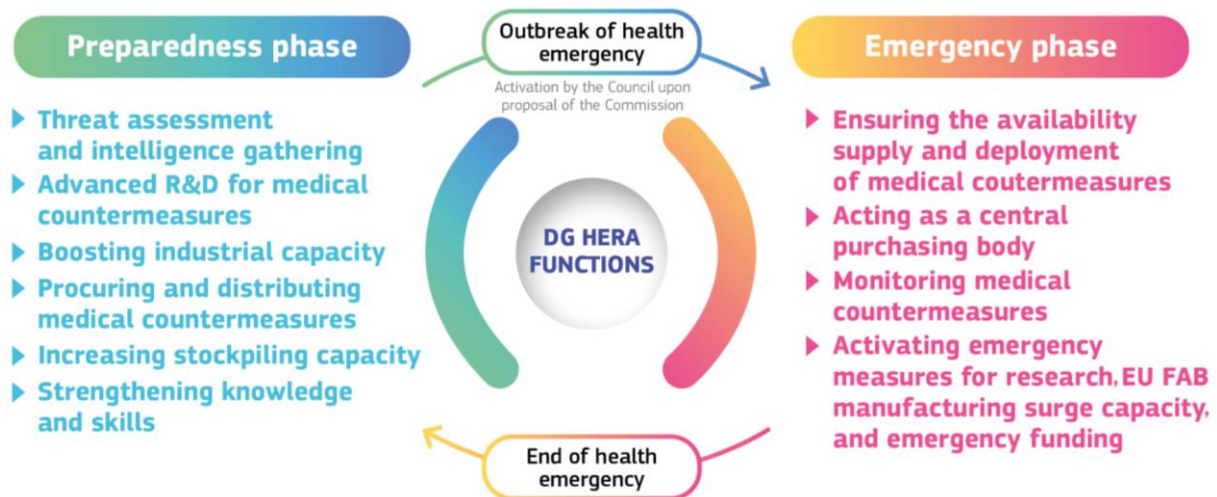 Preparedness phase
Threat assessment
and intelligence gathering
Advanced R&D for medical
countermeasures
Boosting industrial capacity
Procuring and distributing
medical countermeasures
Increasing stockpiling capacity
Strengthening knowledge
and skills
Outbreak of health
emergency
Activation by the Council upon
proposal of the Commission
DG HERA
FUNCTIONS
End of health
emergency
Emergency phase
Ensuring the availability
supply and deployment
of medical coutermeasures
Acting as a central
purchasing body
Monitoring medical
countermeasures
Activating emergency
measures for research, EU FAB
manufacturing surge capacity,
and emergency funding